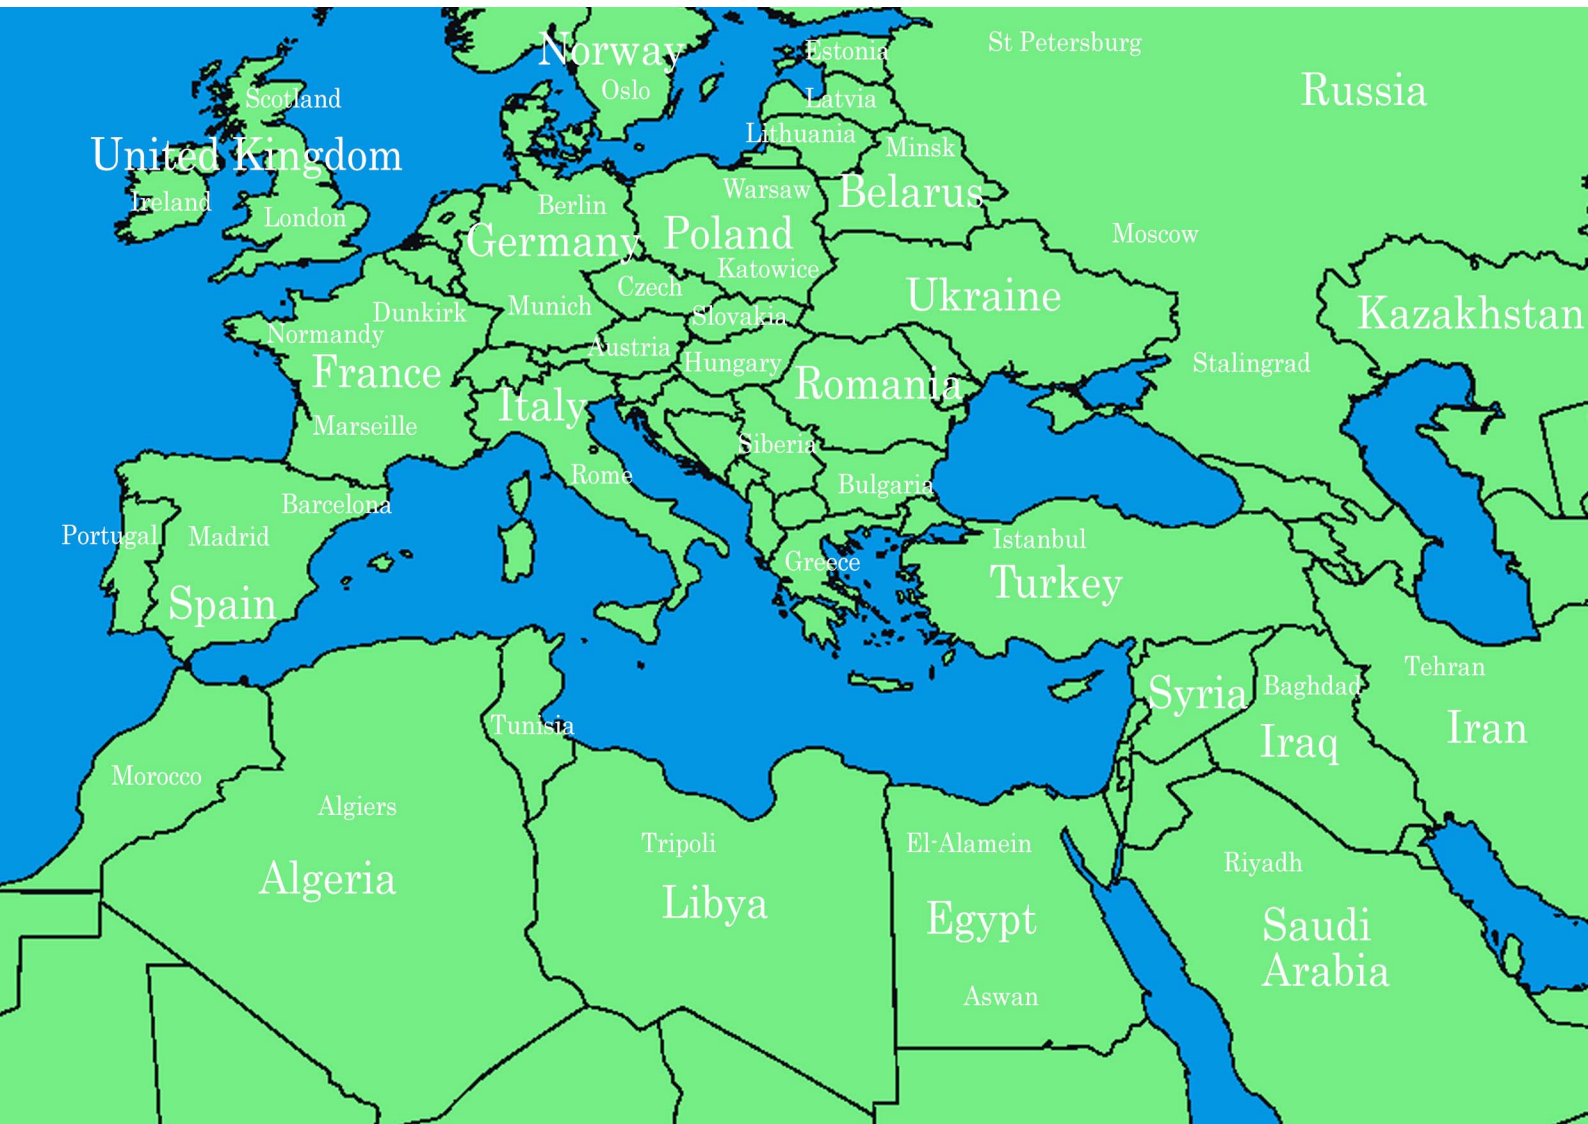 Norway
Estonia
St Petersburg
Oslo
Russia
Scotland
Latvia
Lithuania
Minsk
United Kingdom
Warsaw
Belarus
Ireland
Berlin
London
Germany
Poland
Moscow
Katowice
Czech
Ukraine
Munich
Dunkirk
Slovakia
Kazakhstan
Normandy
Austria
Hungary
Stalingrad
France
Romania
Italy
Marseille
Siberia
Rome
Bulgaria
Barcelona
Portugal
Madrid
Istanbul
Greece
Turkey
Spain
Tehran
Syria
Baghdad
Tunisia
Iran
Iraq
Morocco
Algiers
Tripoli
El-Alamein
Riyadh
Algeria
Libya
Egypt
Saudi
Arabia
Aswan